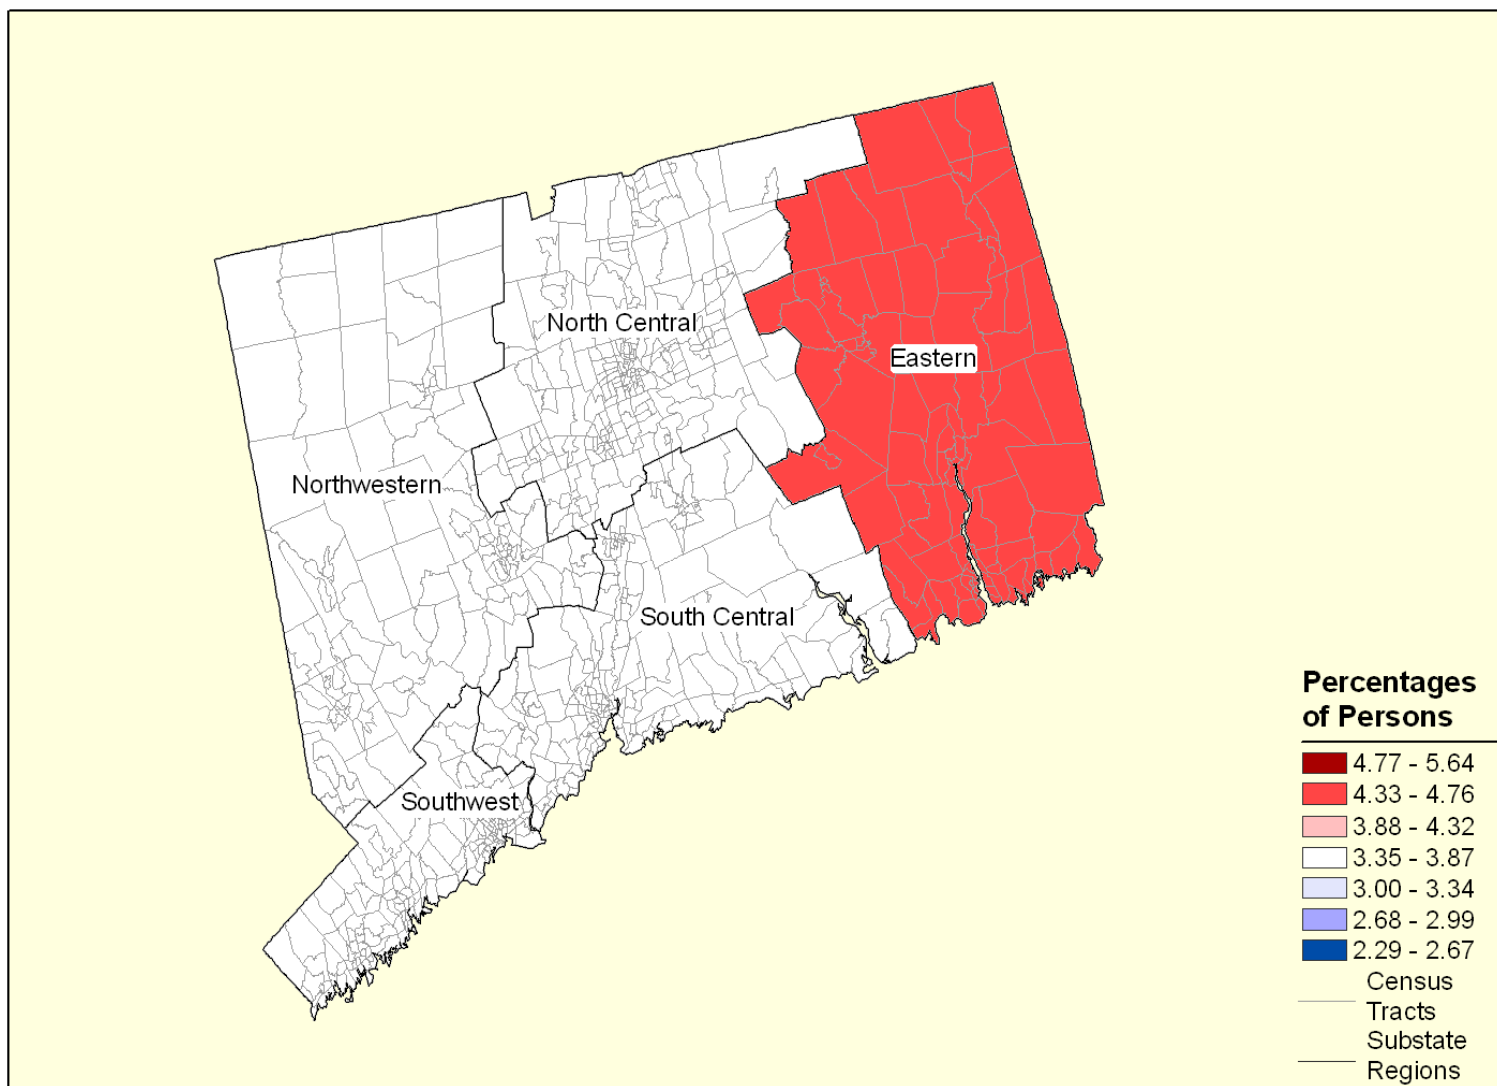 North Central
Eastern
Northwestern
South Central
Southwest
Percentages
of Persons
4.77 - 5.64
4.33 - 4.76
3.88 - 4.32
3.35 - 3.87
3.00 - 3.34
2.68 - 2.99
2.29 - 2.67
Census
Tracts
Substate
Regions